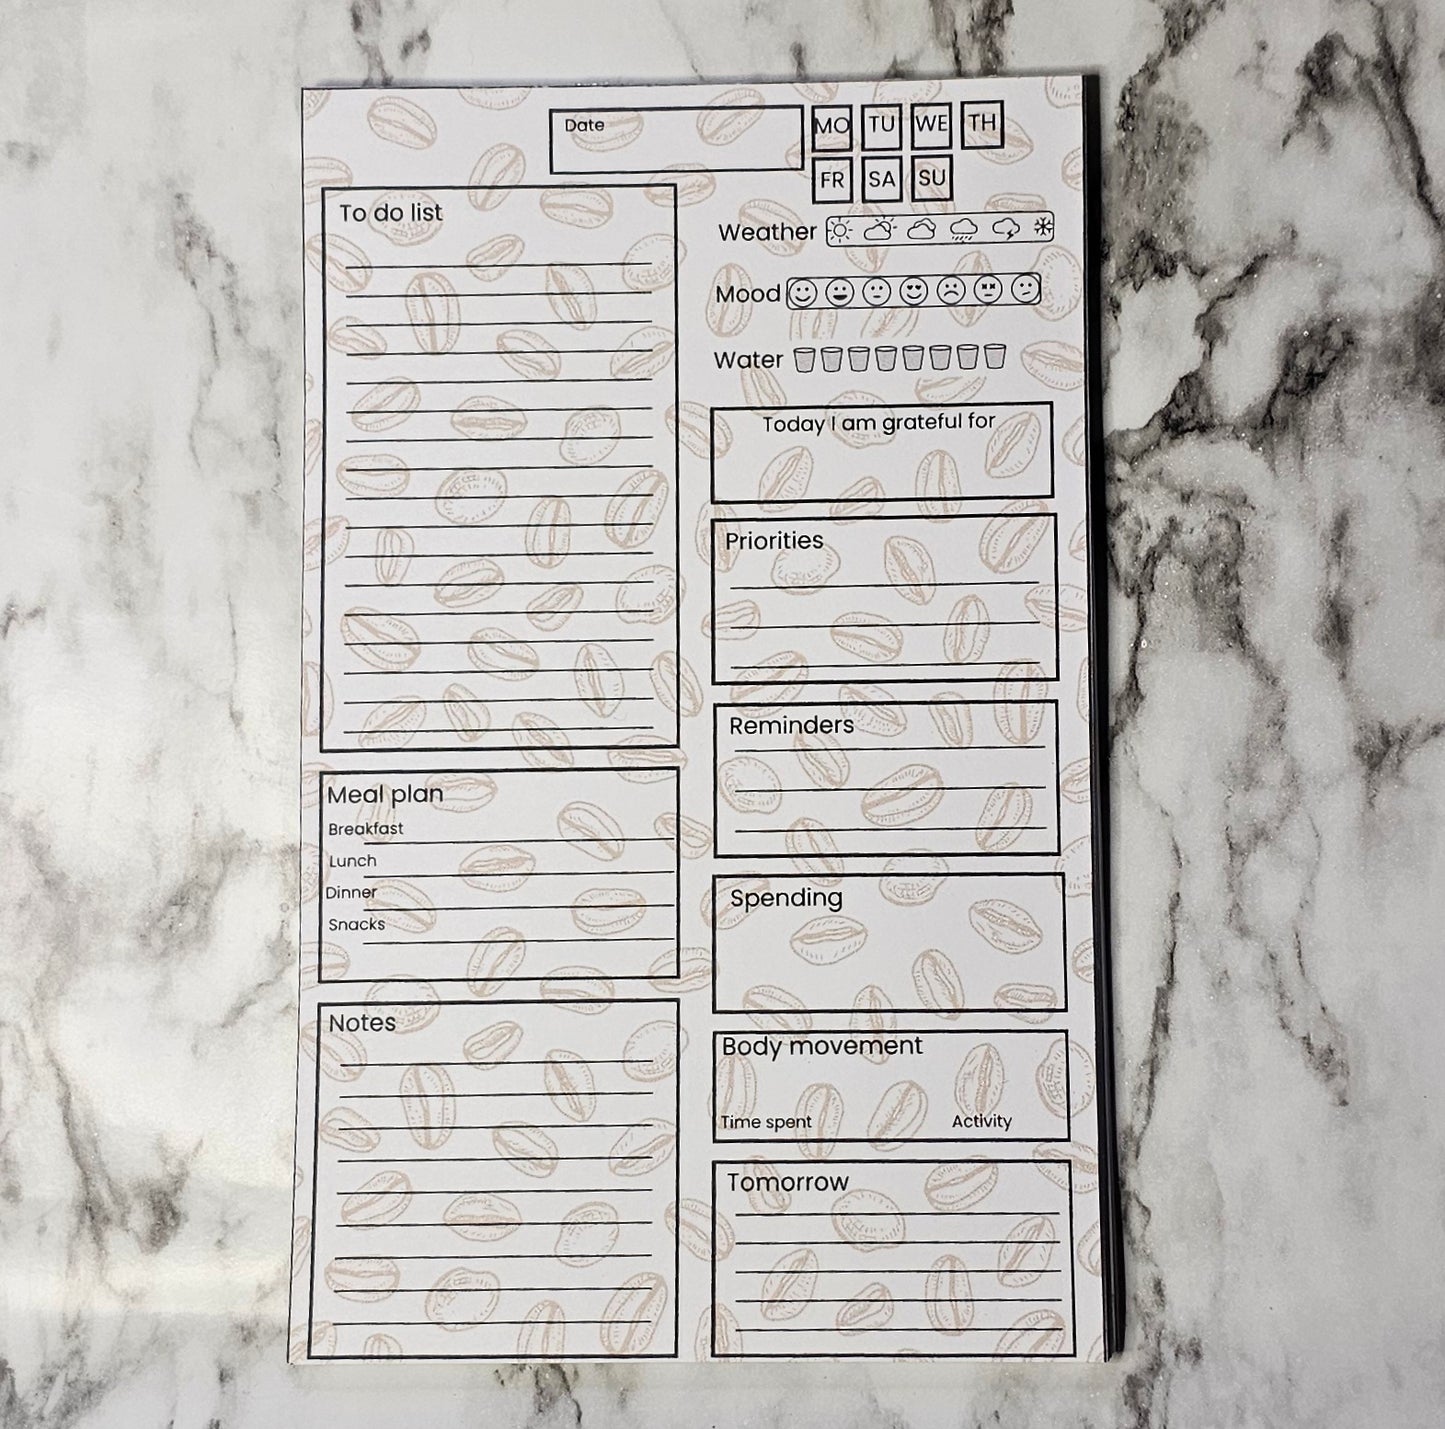 Date
MO TU WE TH
FR SA SU
To do list
Weather
Mood
Water
Today I am grateful for
Priorities
Reminders
Meal plan
Breakfast
Lunch
Dinner
Snacks
Spending
Notes
Body movement
Time spent Activity
Tomorrow